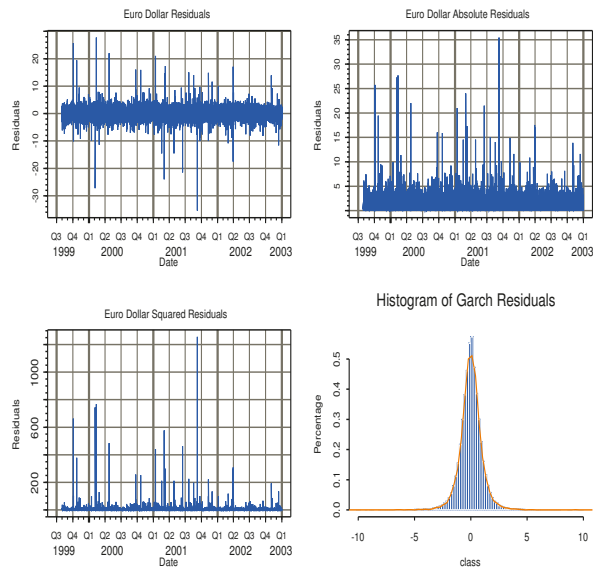 Euro Dollar Residuals
Residuals
20
10
0
-10
-20
-30
Q3 Q4 Q1 Q2 Q3 Q4 Q1 Q2 Q3 Q4 Q1 Q2 Q3 Q4 Q1
1999 2000 2001 2002 2003
Date
Euro Dollar Absolute Residuals
Residuals
35
30
25
20
15
10
5
Q3 Q4 Q1 Q2 Q3 Q4 Q1 Q2 Q3 Q4 Q1 Q2 Q3 Q4 Q1
1999 2000 2001 2002 2003
Date
Euro Dollar Squared Residuals
Residuals
1000
600
200
Q3 Q4 Q1 Q2 Q3 Q4 Q1 Q2 Q3 Q4 Q1 Q2 Q3 Q4 Q1
1999 2000 2001 2002 2003
Date
Histogram of Garch Residuals
Percentage
0.5
0.4
0.3
0.2
0.1
0.0
-10 -5 0 5 10
class